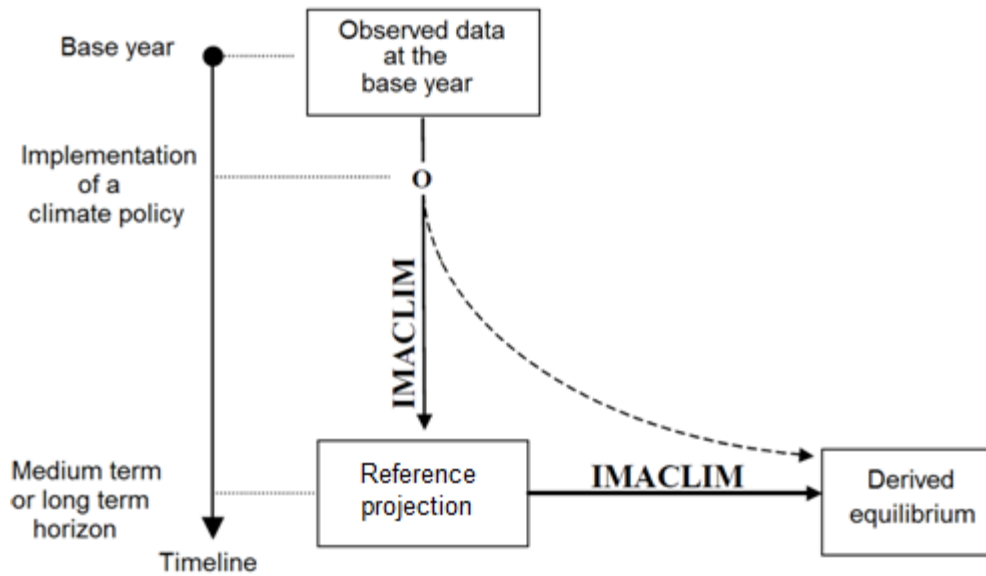 Base year
Observed data
at the
base year
Implementation
of a
climate policy
O
IMACLIM
Medium term
or long term
horizon
Reference
projection
IMACLIM
Derived
equilibrium
Timeline